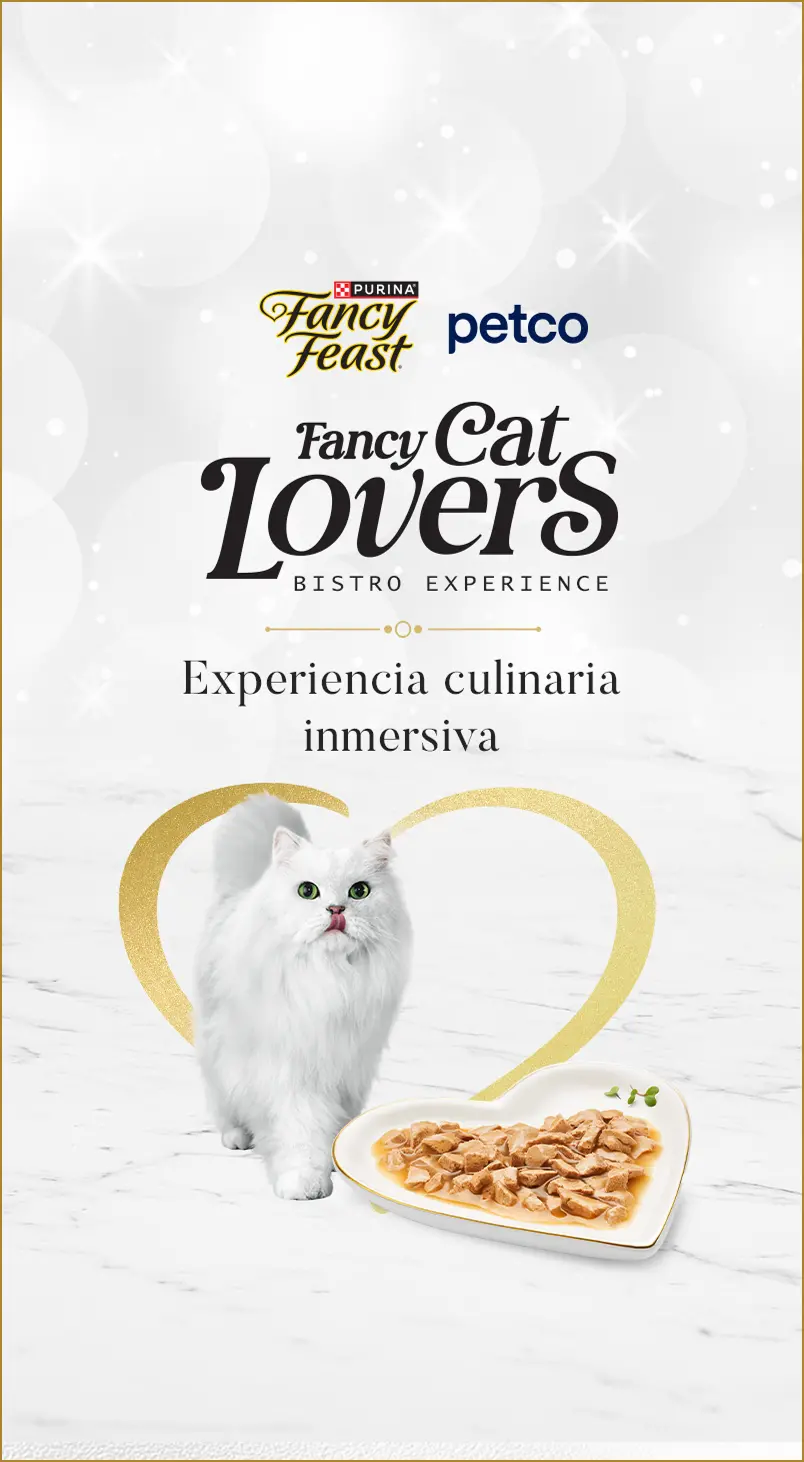 PURINA
Fancy
Feast
petco
Fancy Cat
Lovers
BISTRO EXPERIENCE
Experiencia culinaria
inmersiva